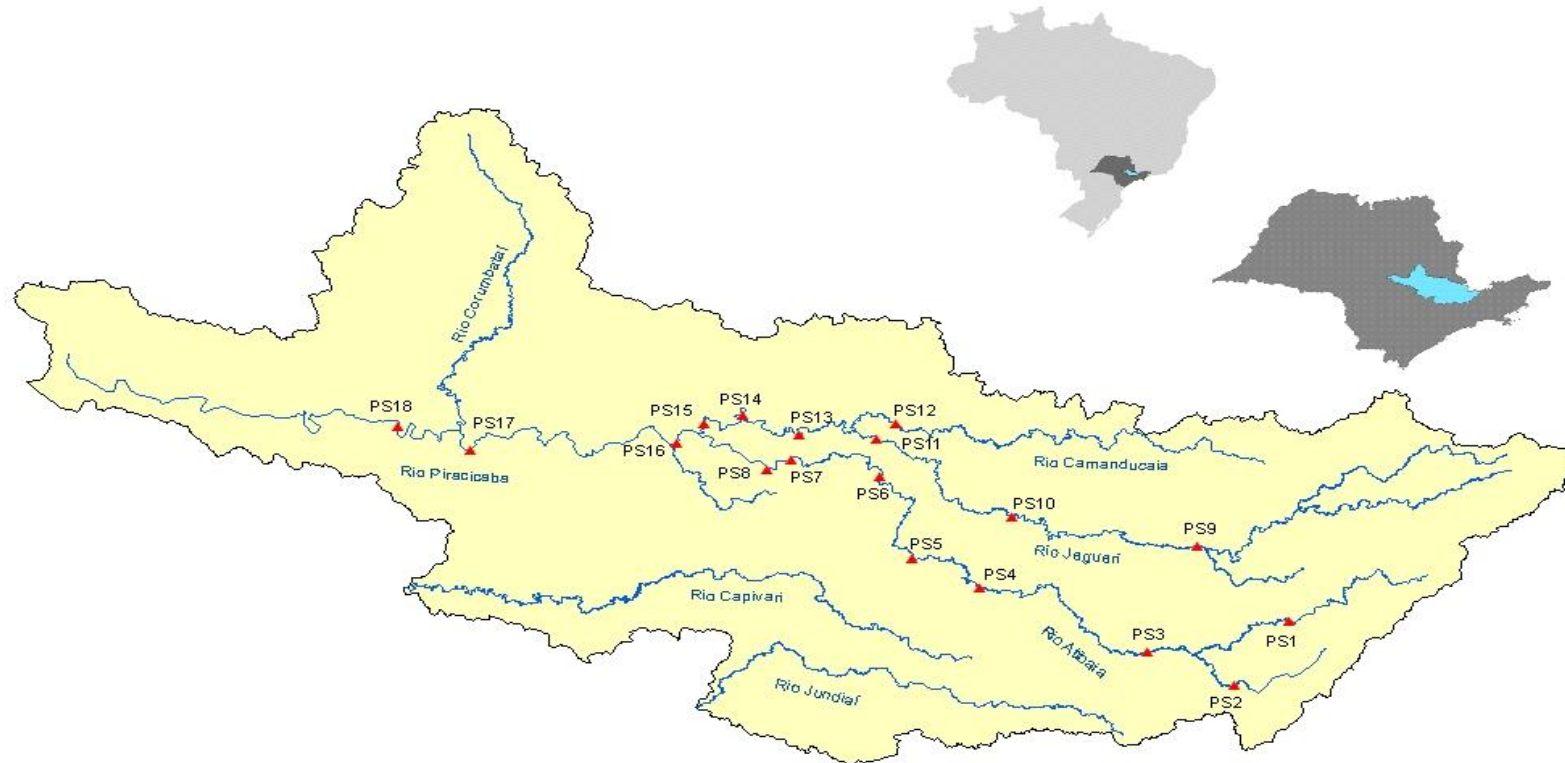 Rio Corumbataí
PS18
PS17
Rio Piracicaba
PS15
PS14
PS13
PS12
PS11
PS16
PS8
PS7
PS6
Rio Camanducaia
PS10
PS9
Rio Jaguari
PS5
PS4
Rio Capivari
PS1
PS3
Rio Atibaia
PS2
Rio Jundiaí